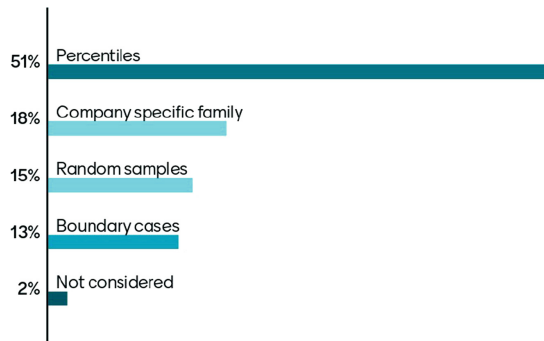 51% Percentiles
18% Company specific family
15% Random samples
13% Boundary cases
2% Not considered